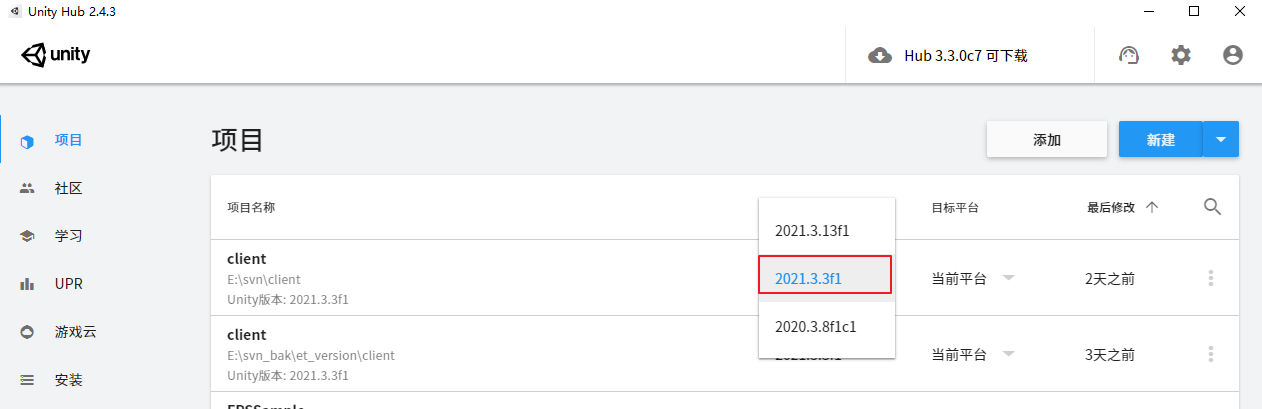 Unity Hub 2.4.3
unity
Hub 3.3.0c7 可下载
项目
社区
学习
UPR
游戏云
安装
项目
添加
新建
项目名称
目标平台
最后修改
client
E:\svn\client
Unity版本: 2021.3.3f1
当前平台
2天之前
client
E:\svn_bak\et_version\client
Unity版本: 2021.3.3f1
当前平台
3天之前
2021.3.13f1
2021.3.3f1
2020.3.8f1c1